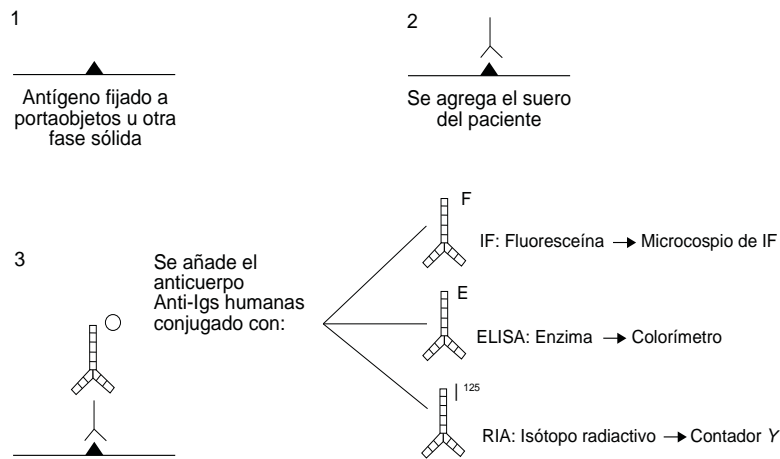 1
Antígeno fijado a
portaobjetos u otra
fase sólida
2
Se agrega el suero
del paciente
3
Se añade el
anticuerpo
Anti-Igs humanas
conjugado con:
F
IF: Fluoresceína → Microcospio de IF
E
ELISA: Enzima → Colorímetro
| 125
RIA: Isótopo radiactivo → Contador Y